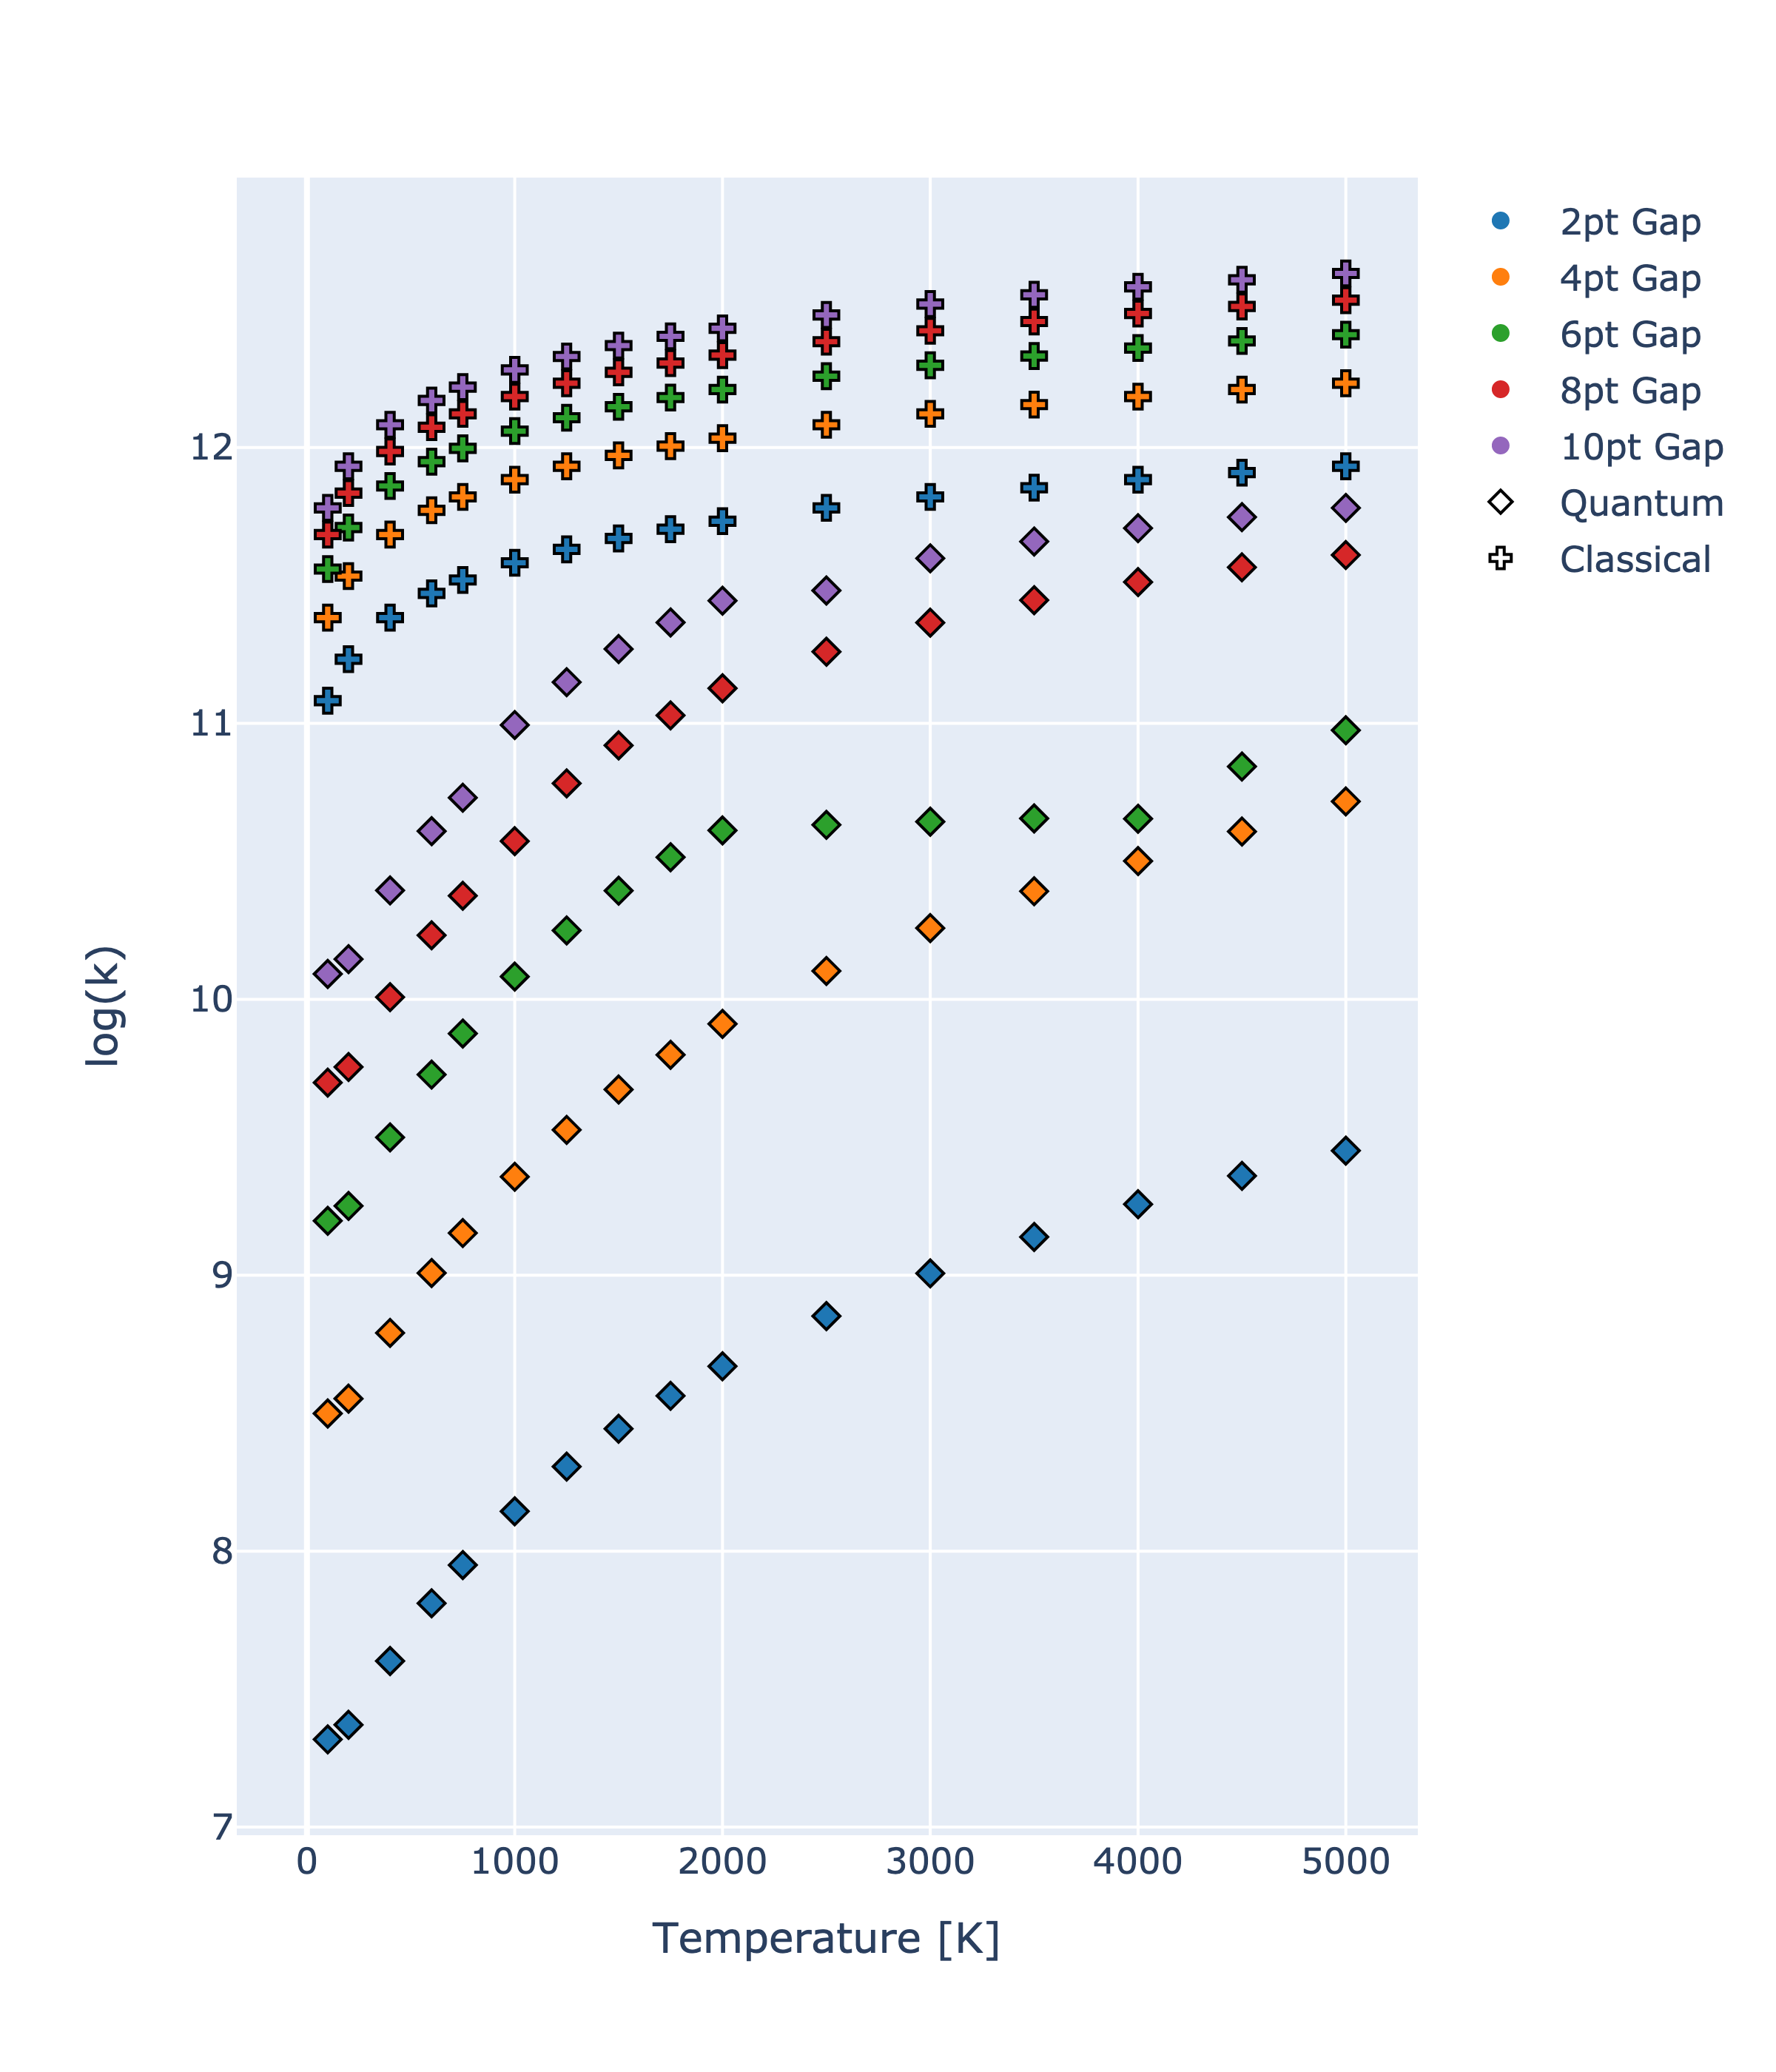 2pt Gap
4pt Gap
6pt Gap
8pt Gap
10pt Gap
Quantum
Classical
12
11
10
9
8
7
log(k)
0 1000 2000 3000 4000 5000
Temperature [K]